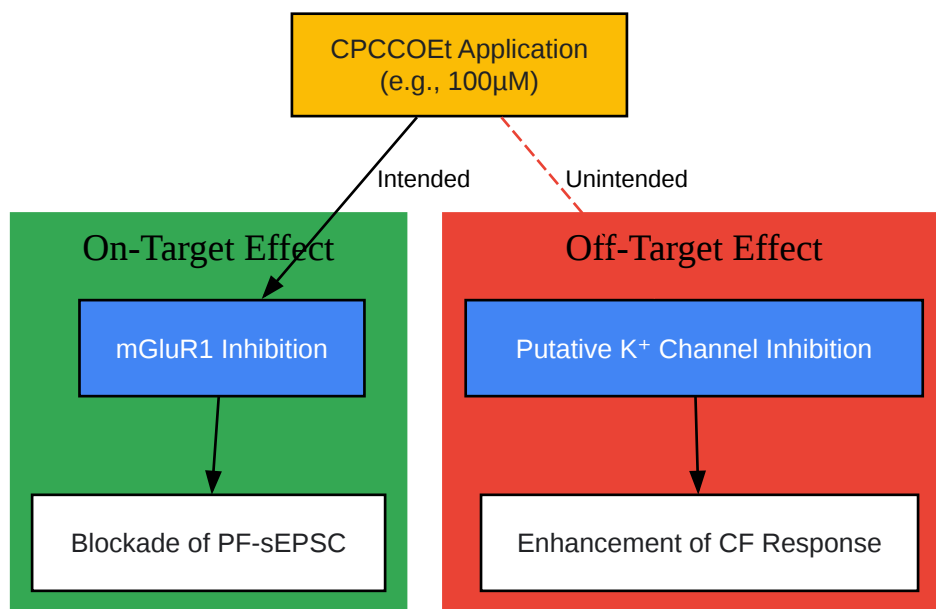 CPCCOEt Application
(e.g., 100µM)
Intended
Unintended
On-Target Effect
Off-Target Effect
mGluR1 Inhibition
Putative K⁺ Channel Inhibition
Blockade of PF-sEPSC
Enhancement of CF Response